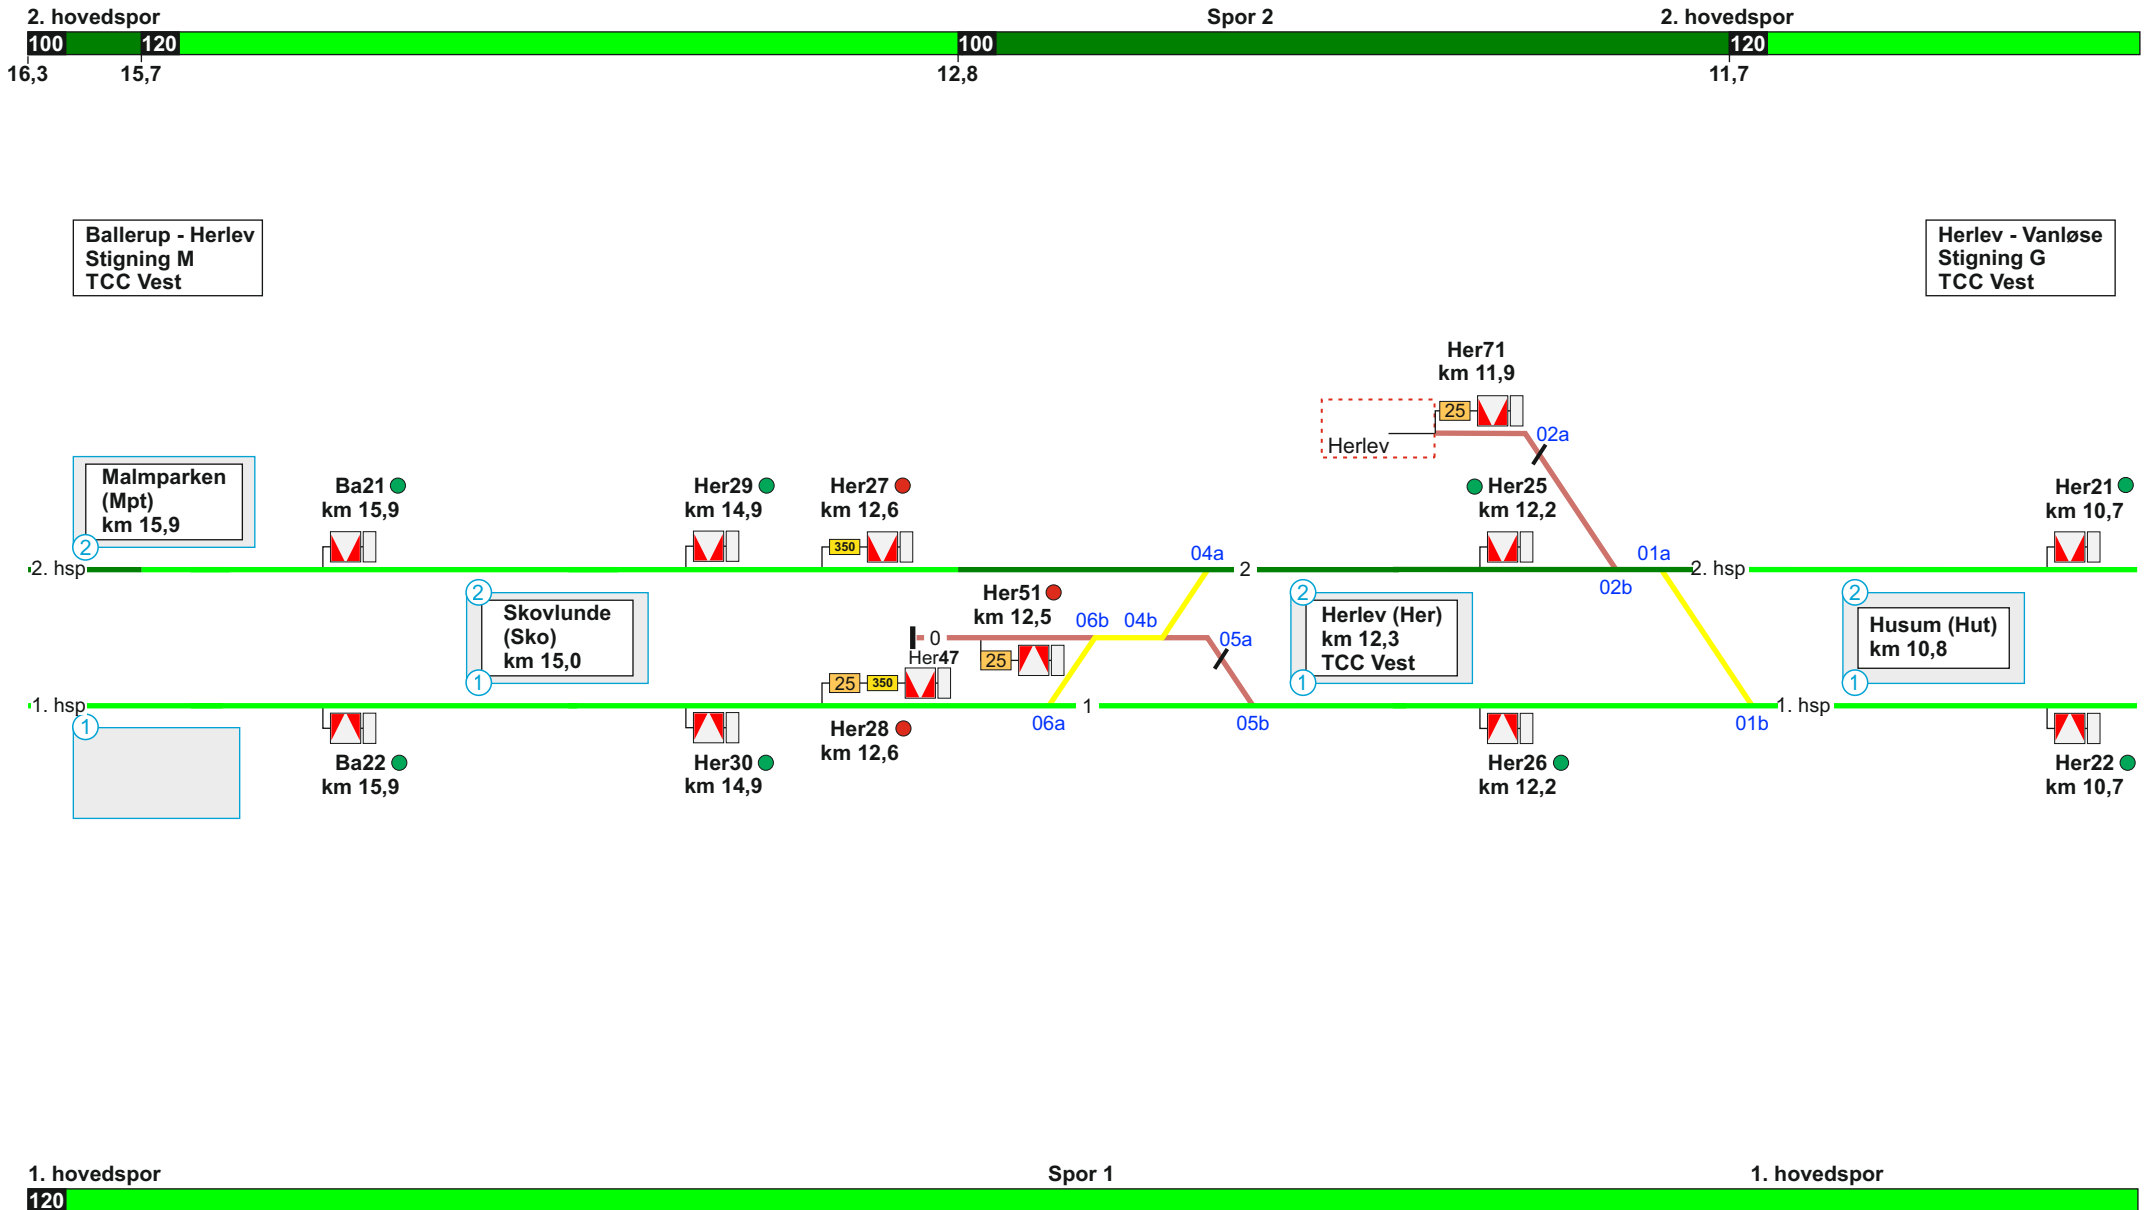 2. hovedspor
Spor 2
2. hovedspor
100
120
100
120
16,3
15,7
12,8
11,7
Ballerup - Herlev
Stigning M
TCC Vest
Herlev - Vanløse
Stigning G
TCC Vest
Her71
km 11,9
25
Herlev
02a
Malmparken
(Mpt)
km 15,9
2
Ba21
km 15,9
Her29
km 14,9
Her27
km 12,6
350
Her25
km 12,2
Her21
km 10,7
2. hsp
04a
2
01a
2. hsp
02b
2
Skovlunde
(Sko)
km 15,0
1
Her51
km 12,5
06b
04b
0
05a
25
Her47
25
350
2
Herlev (Her)
km 12,3
TCC Vest
1
2
Husum (Hut)
km 10,8
1
1. hsp
1
1. hsp
1
06a
05b
01b
Ba22
km 15,9
Her30
km 14,9
Her28
km 12,6
Her26
km 12,2
Her22
km 10,7
1. hovedspor
Spor 1
1. hovedspor
120